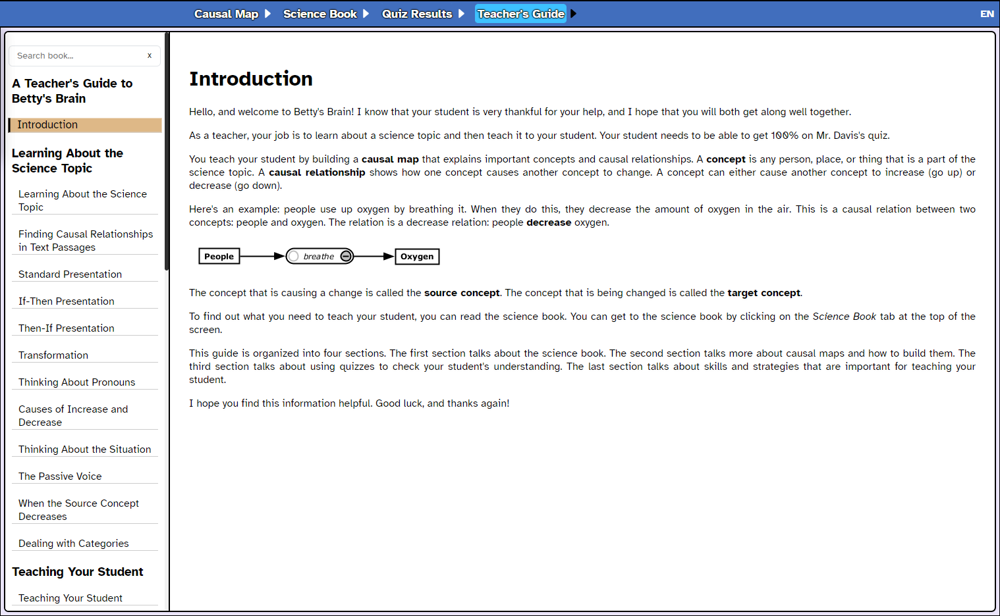 Causal Map
Science Book
Quiz Results
Teacher's Guide
EN
Search book...
x
A Teacher's Guide to
Betty's Brain
Introduction
Learning About the
Science Topic
Learning About the Science
Topic
Finding Causal Relationships
in Text Passages
Standard Presentation
If-Then Presentation
Then-If Presentation
Transformation
Thinking About Pronouns
Causes of Increase and
Decrease
Thinking About the Situation
The Passive Voice
When the Source Concept
Decreases
Dealing with Categories
Teaching Your Student
Teaching Your Student
Introduction
Hello, and welcome to Betty's Brain! I know that your student is very thankful for your help, and I hope that you will both get along well together.
As a teacher, your job is to learn about a science topic and then teach it to your student. Your student needs to be able to get 100% on Mr. Davis's quiz.
You teach your student by building a causal map that explains important concepts and causal relationships. A concept is any person, place, or thing that is a part of the
science topic. A causal relationship shows how one concept causes another concept to change. A concept can either cause another concept to increase (go up) or
decrease (go down).
Here's an example: people use up oxygen by breathing it. When they do this, they decrease the amount of oxygen in the air. This is a causal relation between two
concepts: people and oxygen. The relation is a decrease relation: people decrease oxygen.
People
breathe
Oxygen
The concept that is causing a change is called the source concept. The concept that is being changed is called the target concept.
To find out what you need to teach your student, you can read the science book. You can get to the science book by clicking on the Science Book tab at the top of the
screen.
This guide is organized into four sections. The first section talks about the science book. The second section talks more about causal maps and how to build them. The
third section talks about using quizzes to check your student's understanding. The last section talks about skills and strategies that are important for teaching your
student.
I hope you find this information helpful. Good luck, and thanks again!